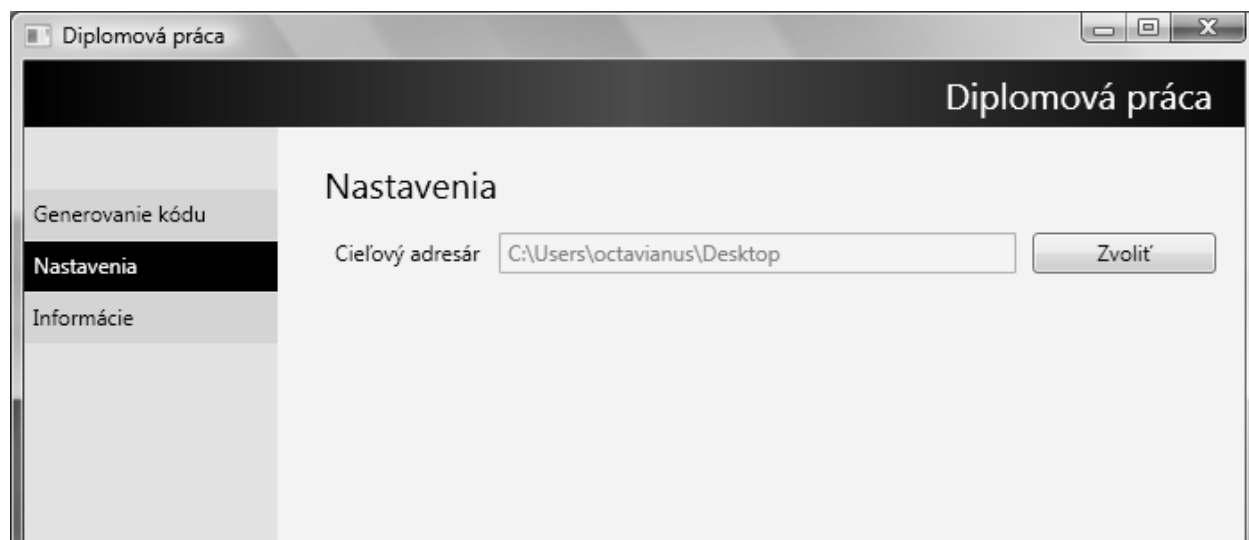 Diplomová práca
Diplomová práca
Generovanie kódu
Nastavenia
Informácie
Nastavenia
Cieľový adresár C:\Users\octavianus\Desktop Zvoliť